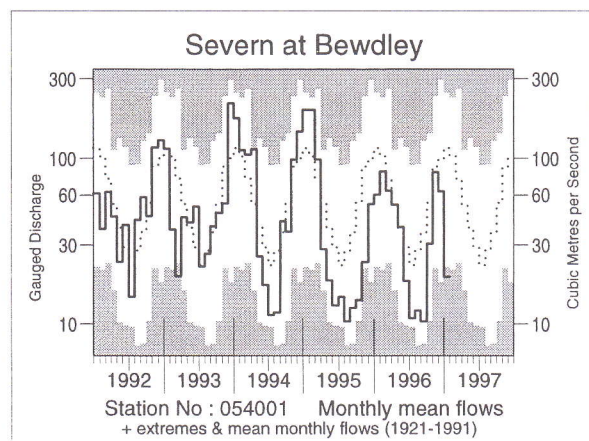 Severn at Bewdley
300 300
100 100
60 60
30 30
10 10
Gauged Discharge
Cubic Metres per Second
1992 1993 1994 1995 1996 1997
Station No : 054001 Monthly mean flows
+ extremes & mean monthly flows (1921-1991)